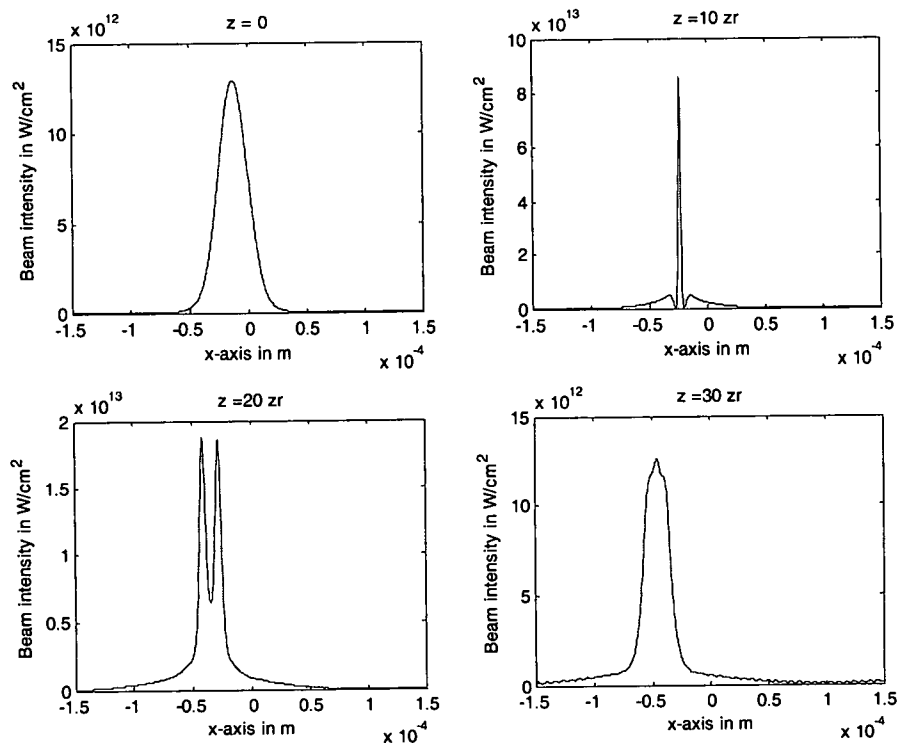 z = 0
x 10^12
15
10
5
0
Beam intensity in W/cm^2
-1.5 -1 -0.5 0 0.5 1 1.5
x-axis in m
x 10^-4
z =10 zr
x 10^13
10
8
6
4
2
0
Beam intensity in W/cm^2
-1.5 -1 -0.5 0 0.5 1 1.5
x-axis in m
x 10^-4
z =20 zr
x 10^13
2
1.5
1
0.5
0
Beam intensity in W/cm^2
-1.5 -1 -0.5 0 0.5 1 1.5
x-axis in m
x 10^-4
z =30 zr
x 10^12
15
10
5
0
Beam intensity in W/cm^2
-1.5 -1 -0.5 0 0.5 1 1.5
x-axis in m
x 10^-4